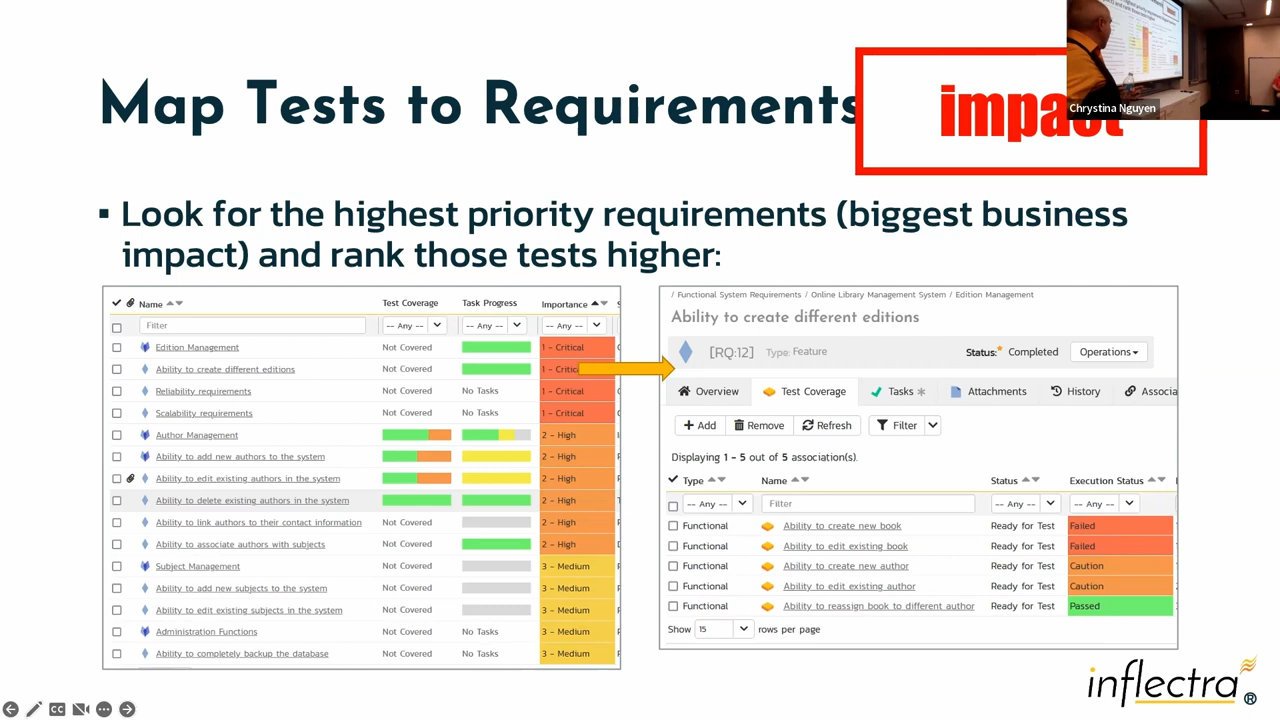 Map Tests to Requirements
impact
Chrystina Nguyen
▪ Look for the highest priority requirements (biggest business
impact) and rank those tests higher:
Name Test Coverage Task Progress Importance
Filter -- Any -- -- Any -- -- Any --
Edition Management Not Covered 1 - Critical
Ability to create different editions Not Covered 1 - Critical
Reliability requirements Not Covered No Tasks 1 - Critical
Scalability requirements Not Covered No Tasks 1 - Critical
Author Management 2 - High
Ability to add new authors to the system 2 - High
Ability to edit existing authors in the system 2 - High
Ability to delete existing authors in the system 2 - High
Ability to link authors to their contact information Not Covered 2 - High
Ability to associate authors with subjects Not Covered 2 - High
Subject Management Not Covered 3 - Medium
Ability to add new subjects to the system Not Covered 3 - Medium
Ability to edit existing subjects in the system Not Covered 3 - Medium
Administration Functions Not Covered No Tasks 3 - Medium
Ability to completely backup the database Not Covered No Tasks 3 - Medium
/ Functional System Requirements / Online Library Management System / Edition Management
Ability to create different editions
[RQ:12] Type: Feature Status:* Completed Operations
Overview Test Coverage Tasks * Attachments History Associa
+ Add Remove Refresh Filter
Displaying 1 - 5 out of 5 association(s).
Type Name Status Execution Status
-- Any -- Filter -- Any -- -- Any --
Functional Ability to create new book Ready for Test Failed
Functional Ability to edit existing book Ready for Test Failed
Functional Ability to create new author Ready for Test Caution
Functional Ability to edit existing author Ready for Test Caution
Functional Ability to reassign book to different author Ready for Test Passed
Show 15 rows per page
inflectra®
CC